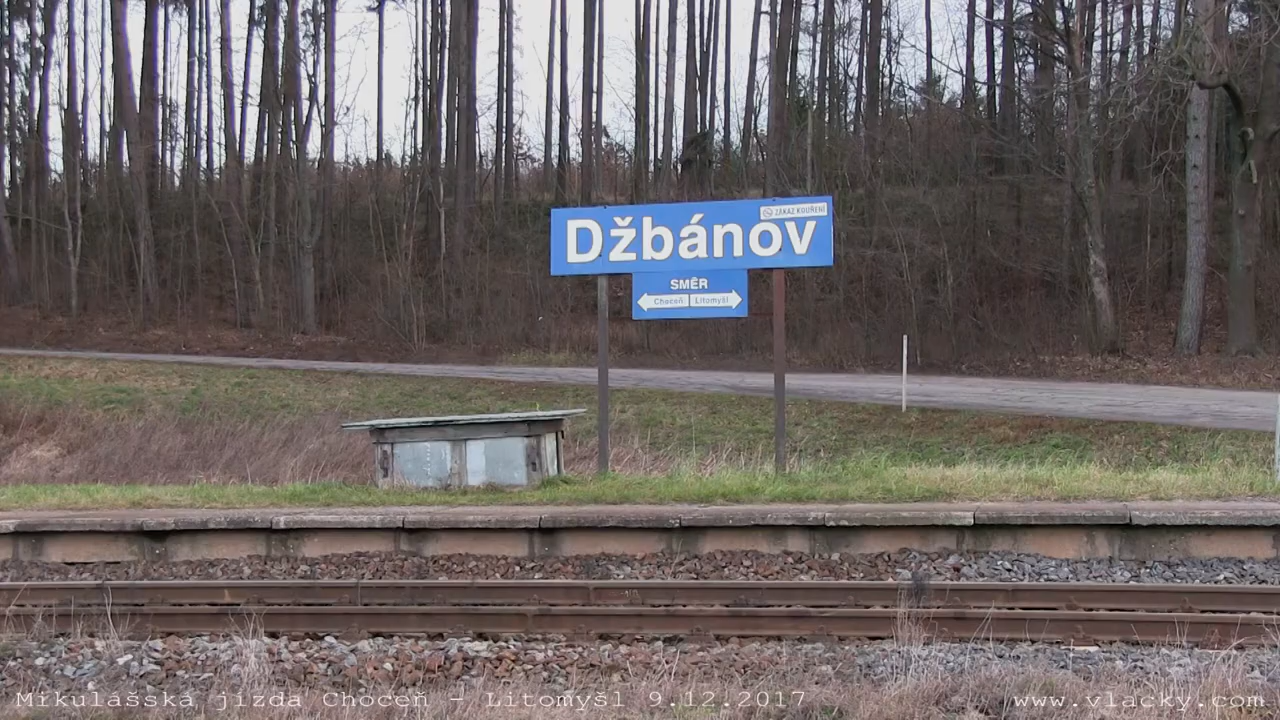 ZÁKAZ KOUŘENÍ
Džbánov
SMĚR
Choceň Litomyšl
Mikulášská jízda Choceň - Litomyšl 9.12.2017
www.vlacky.com